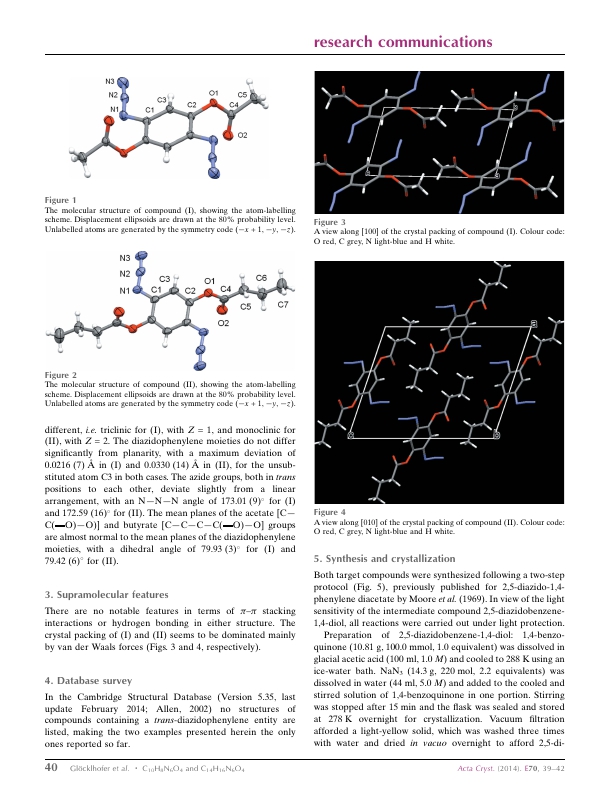 research communications
N3
N2
N1
C3
C1
C2
O1
C5
C4
O2
Figure 1
The molecular structure of compound (I), showing the atom-labelling
scheme. Displacement ellipsoids are drawn at the 80% probability level.
Unlabelled atoms are generated by the symmetry code (−x + 1, −y, −z).
N3
N2
N1
C3
C1
C2
O1
C4
C6
C5
C7
O2
Figure 2
The molecular structure of compound (II), showing the atom-labelling
scheme. Displacement ellipsoids are drawn at the 80% probability level.
Unlabelled atoms are generated by the symmetry code (−x + 1, −y, −z).
different, i.e. triclinic for (I), with Z = 1, and monoclinic for
(II), with Z = 2. The diazidophenylene moieties do not differ
significantly from planarity, with a maximum deviation of
0.0216 (7) Å in (I) and 0.0330 (14) Å in (II), for the unsub-
stituted atom C3 in both cases. The azide groups, both in trans
positions to each other, deviate slightly from a linear
arrangement, with an N—N—N angle of 173.01 (9)° for (I)
and 172.59 (16)° for (II). The mean planes of the acetate [C—
C(═O)—O)] and butyrate [C—C—C—C(═O)—O] groups
are almost normal to the mean planes of the diazidophenylene
moieties, with a dihedral angle of 79.93 (3)° for (I) and
79.42 (6)° for (II).
3. Supramolecular features
There are no notable features in terms of π–π stacking
interactions or hydrogen bonding in either structure. The
crystal packing of (I) and (II) seems to be dominated mainly
by van der Waals forces (Figs. 3 and 4, respectively).
4. Database survey
In the Cambridge Structural Database (Version 5.35, last
update February 2014; Allen, 2002) no structures of
compounds containing a trans-diazidophenylene entity are
listed, making the two examples presented herein the only
ones reported so far.
Figure 3
A view along [100] of the crystal packing of compound (I). Colour code:
O red, C grey, N light-blue and H white.
Figure 4
A view along [010] of the crystal packing of compound (II). Colour code:
O red, C grey, N light-blue and H white.
5. Synthesis and crystallization
Both target compounds were synthesized following a two-step
protocol (Fig. 5), previously published for 2,5-diazido-1,4-
phenylene diacetate by Moore et al. (1969). In view of the light
sensitivity of the intermediate compound 2,5-diazidobenzene-
1,4-diol, all reactions were carried out under light protection.
Preparation of 2,5-diazidobenzene-1,4-diol: 1,4-benzo-
quinone (10.81 g, 100.0 mmol, 1.0 equivalent) was dissolved in
glacial acetic acid (100 ml, 1.0 M) and cooled to 288 K using an
ice-water bath. NaN₃ (14.3 g, 220 mol, 2.2 equivalents) was
dissolved in water (44 ml, 5.0 M) and added to the cooled and
stirred solution of 1,4-benzoquinone in one portion. Stirring
was stopped after 15 min and the flask was sealed and stored
at 278 K overnight for crystallization. Vacuum filtration
afforded a light-yellow solid, which was washed three times
with water and dried in vacuo overnight to afford 2,5-di-
40 Glöcklhofer et al. • C₁₀H₈N₆O₄ and C₁₄H₁₆N₆O₄
Acta Cryst. (2014). E70, 39–42